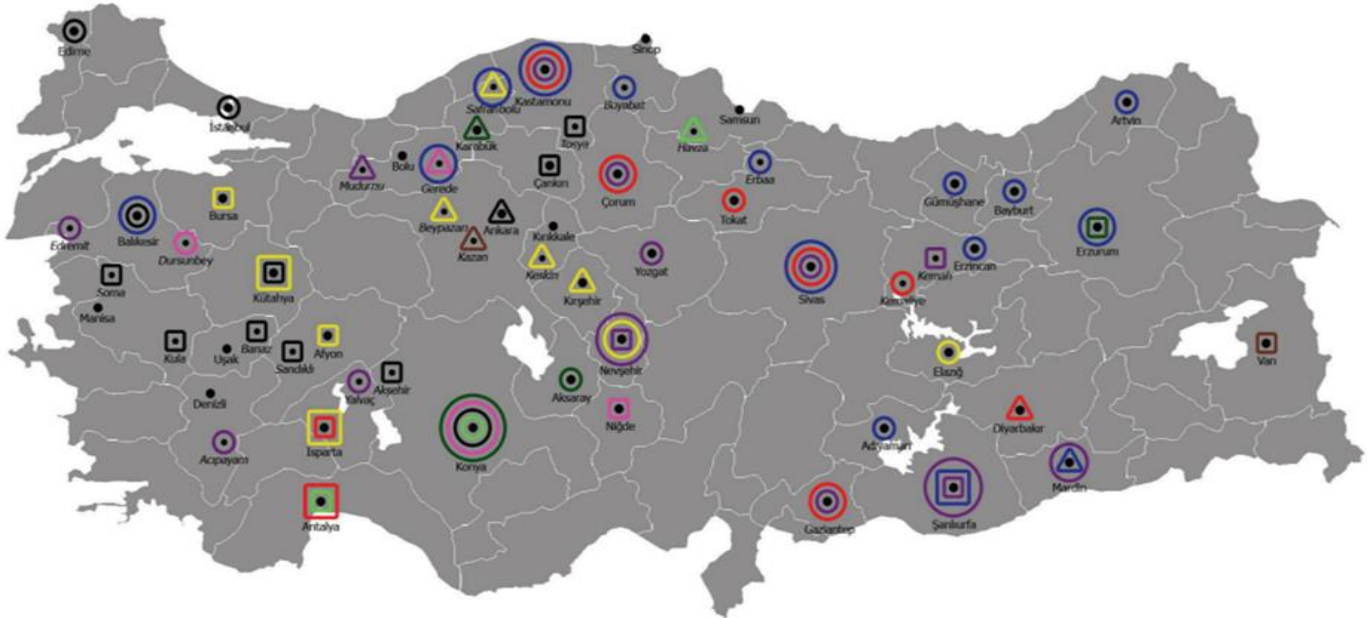 Edirne
Sinop
Safranbolu
Kastamonu
Boyabat
Artvin
İstanbul
Samsun
Karabük
Tosya
Havza
Bolu
Mudurnu
Gerede
Çankırı
Erbaa
Çorum
Gümüşhane
Bayburt
Bursa
Tokat
Beypazarı
Ankara
Kırıkkale
Edremit
Balıkesir
Dursunbey
Kazan
Erzurum
Keskin
Yozgat
Kemah
Erzincan
Soma
Kütahya
Kırşehir
Sivas
Kemaliye
Manisa
Kula
Uşak
Banaz
Sandıklı
Afyon
Nevşehir
Elazığ
Van
Denizli
Yalvaç
Akşehir
Aksaray
Niğde
Diyarbakır
Acıpayam
Isparta
Konya
Adıyaman
Mardin
Antalya
Gaziantep
Şanlıurfa